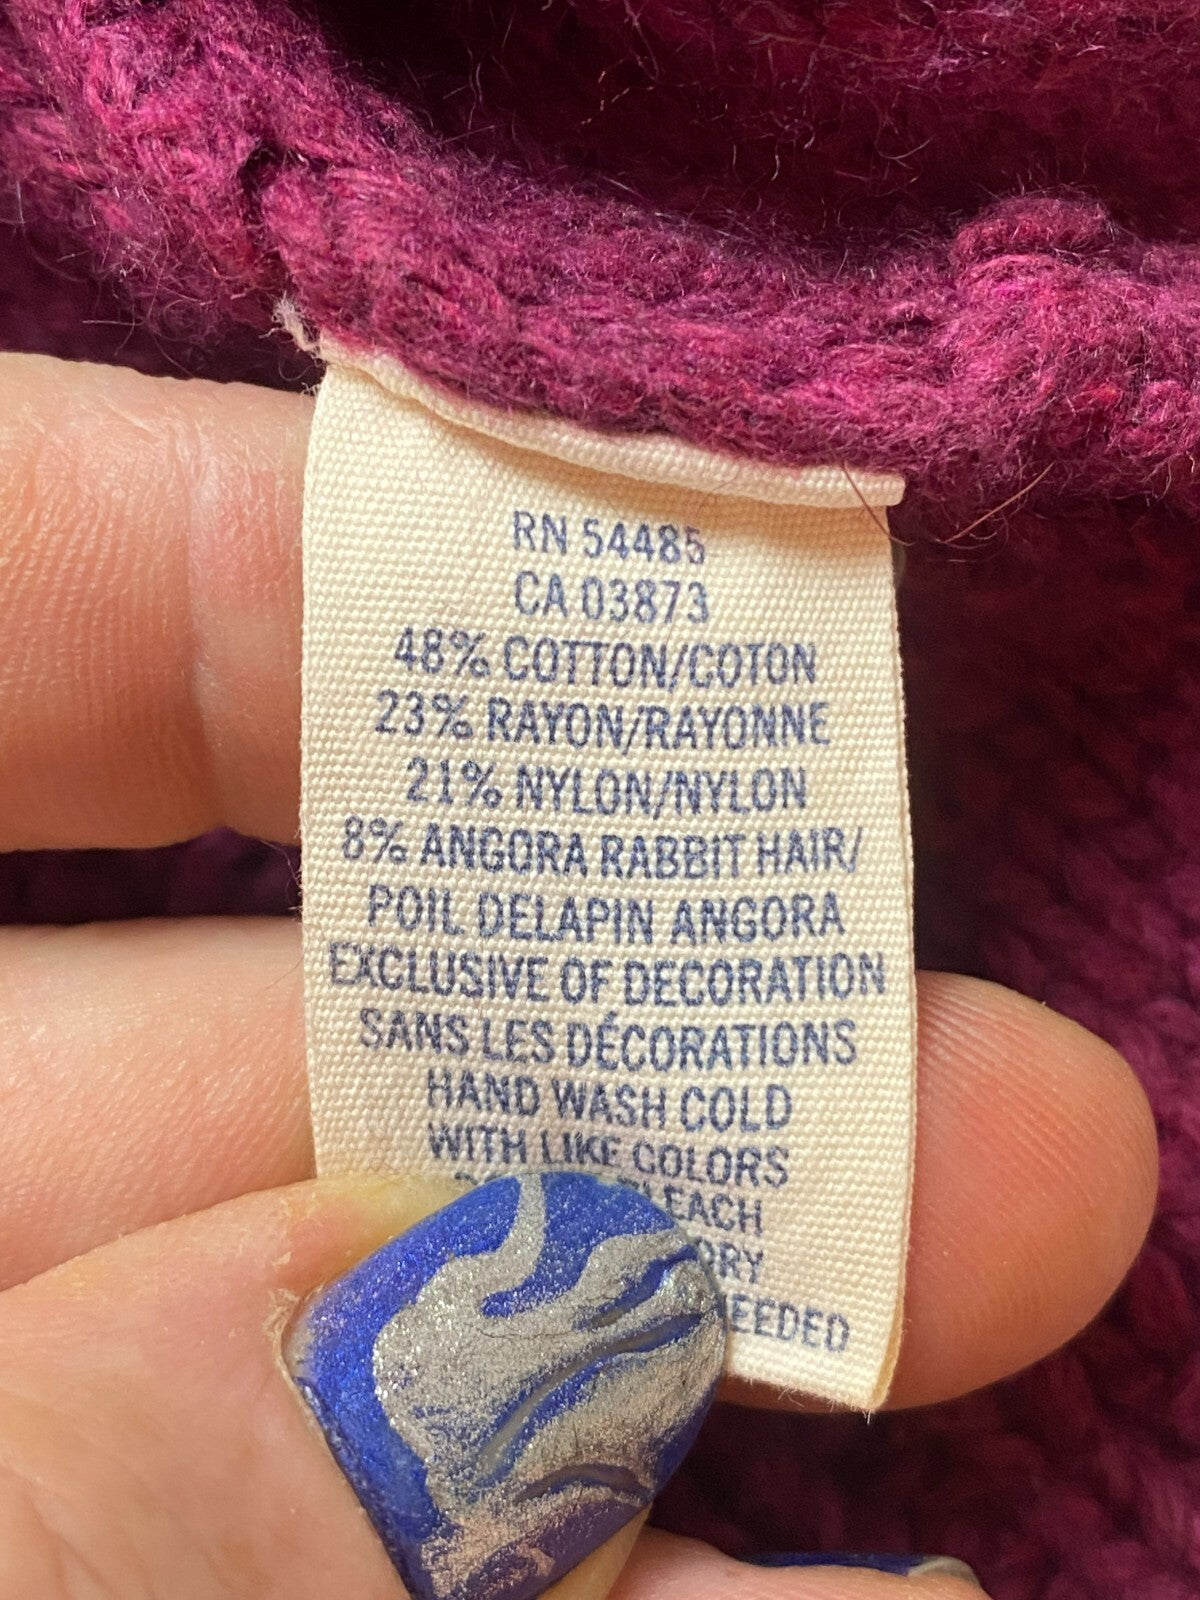 RN 54485
CA 03873
48% COTTON/COTON
23% RAYON/RAYONNE
21% NYLON/NYLON
8% ANGORA RABBIT HAIR/
POIL DELAPIN ANGORA
EXCLUSIVE OF DECORATION
SANS LES DÉCORATIONS
HAND WASH COLD
WITH LIKE COLORS